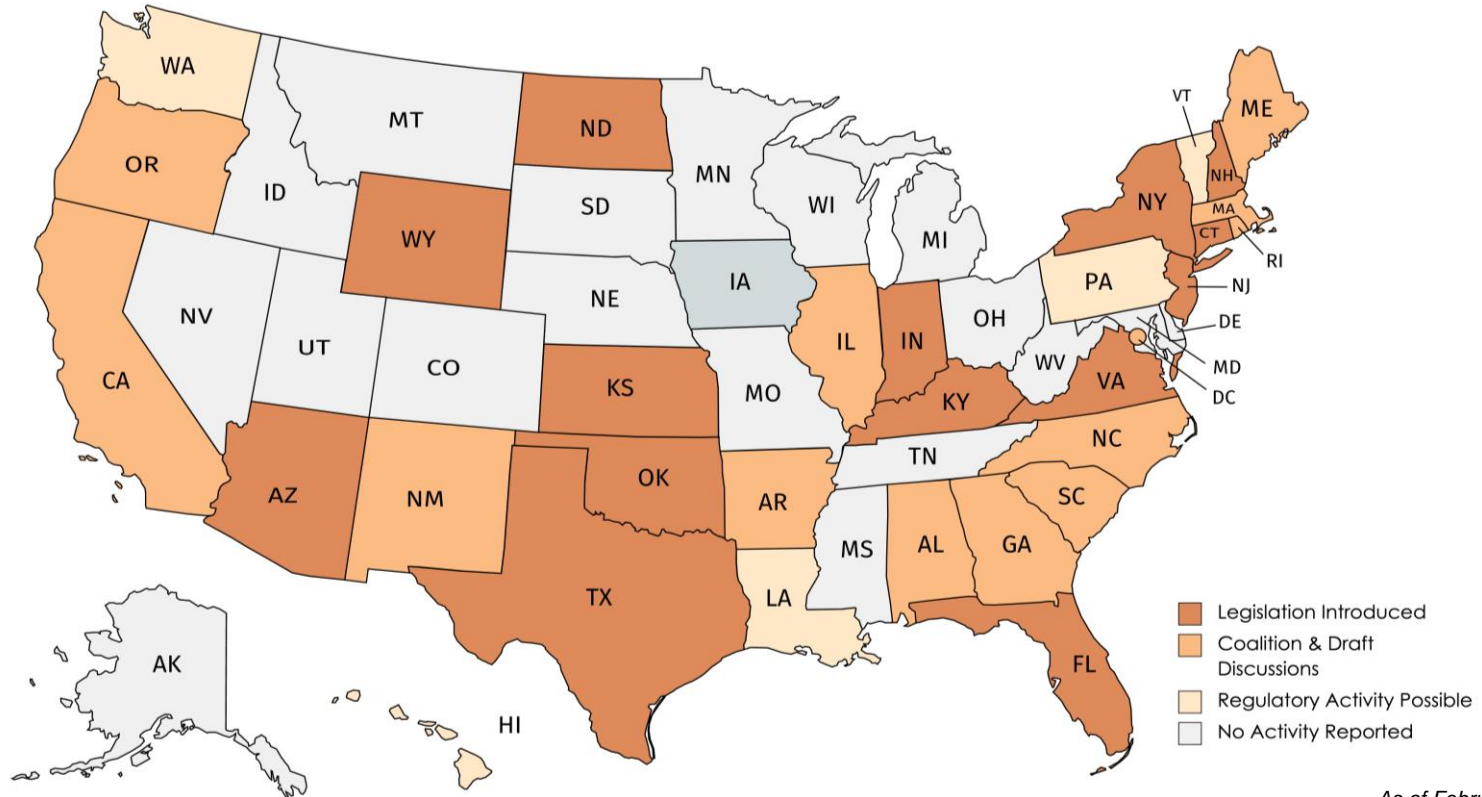 WA
OR
CA
ID
NV
MT
WY
UT
AZ
CO
NM
ND
SD
NE
KS
OK
TX
MN
IA
MO
AR
LA
WI
IL
MI
IN
OH
KY
TN
MS
AL
GA
FL
SC
NC
VA
WV
PA
NY
VT
NH
ME
MA
CT
RI
NJ
DE
MD
DC
AK
HI
Legislation Introduced
Coalition & Draft
Discussions
Regulatory Activity Possible
No Activity Reported
As of